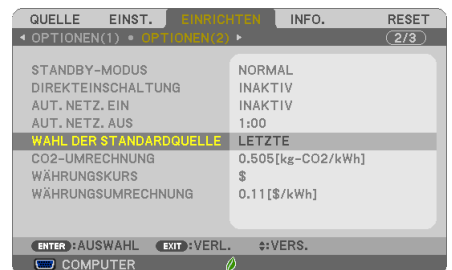 QUELLE EINST. EINRICHTEN INFO. RESET
OPTIONEN(1) OPTIONEN(2) 2/3
STANDBY-MODUS NORMAL
DIREKTEINSCHALTUNG INAKTIV
AUT. NETZ. EIN INAKTIV
AUT. NETZ. AUS 1:00
WAHL DER STANDARDQUELLE LETZTE
CO2-UMRECHNUNG 0.505[kg-CO2/kWh]
WÄHRUNGSKURS $
WÄHRUNGSUMRECHNUNG 0.11[$/kWh]
ENTER :AUSWAHL EXIT :VERL. :VERS.
COMPUTER